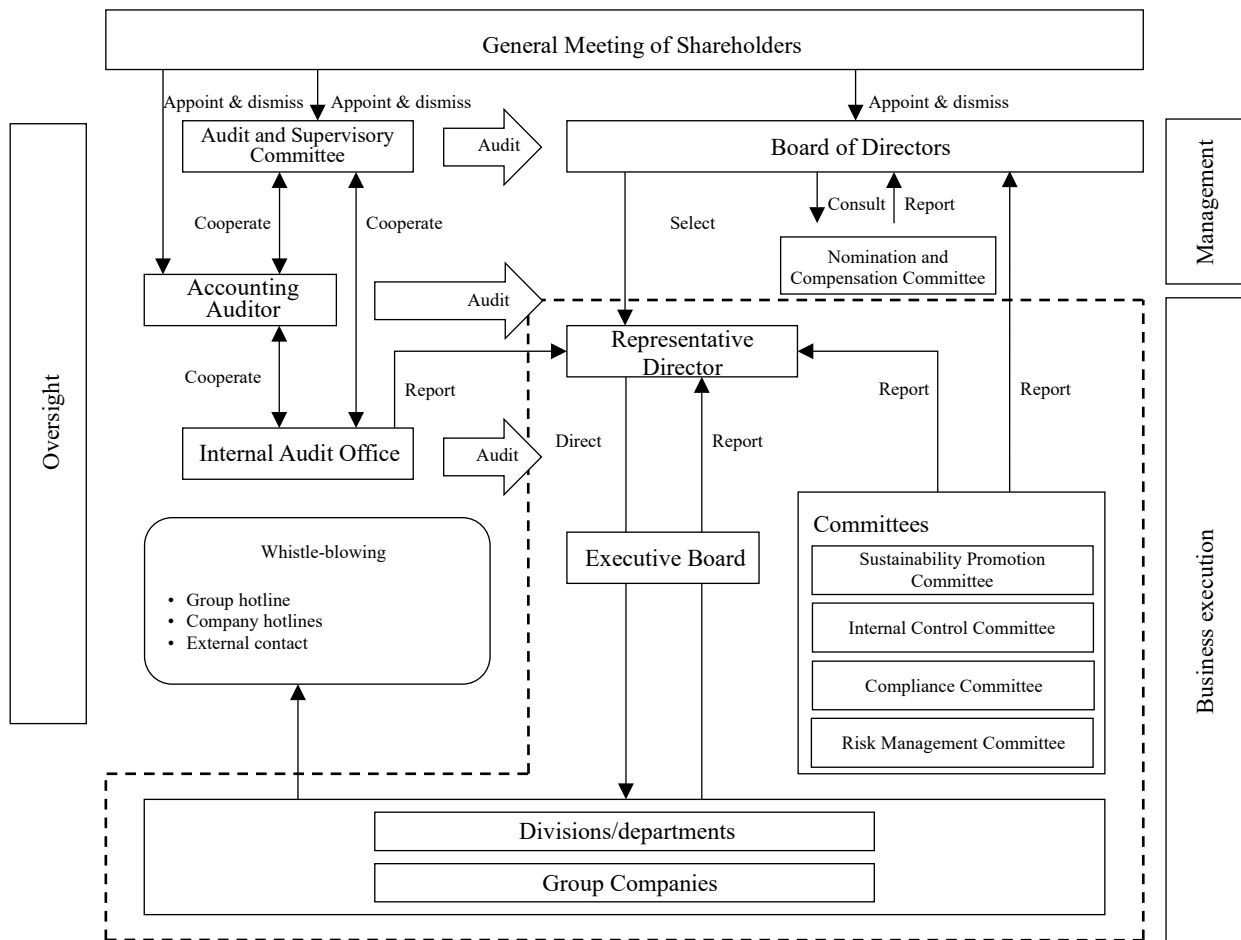 General Meeting of Shareholders
Appoint & dismiss
Appoint & dismiss
Appoint & dismiss
Audit and Supervisory
Committee
Audit
Board of Directors
Management
Cooperate
Cooperate
Select
Consult
Report
Nomination and
Compensation Committee
Accounting
Auditor
Audit
Representative
Director
Oversight
Cooperate
Report
Report
Report
Internal Audit Office
Audit
Direct
Report
Whistle-blowing
• Group hotline
• Company hotlines
• External contact
Executive Board
Committees
Sustainability Promotion
Committee
Internal Control Committee
Compliance Committee
Risk Management Committee
Business execution
Divisions/departments
Group Companies